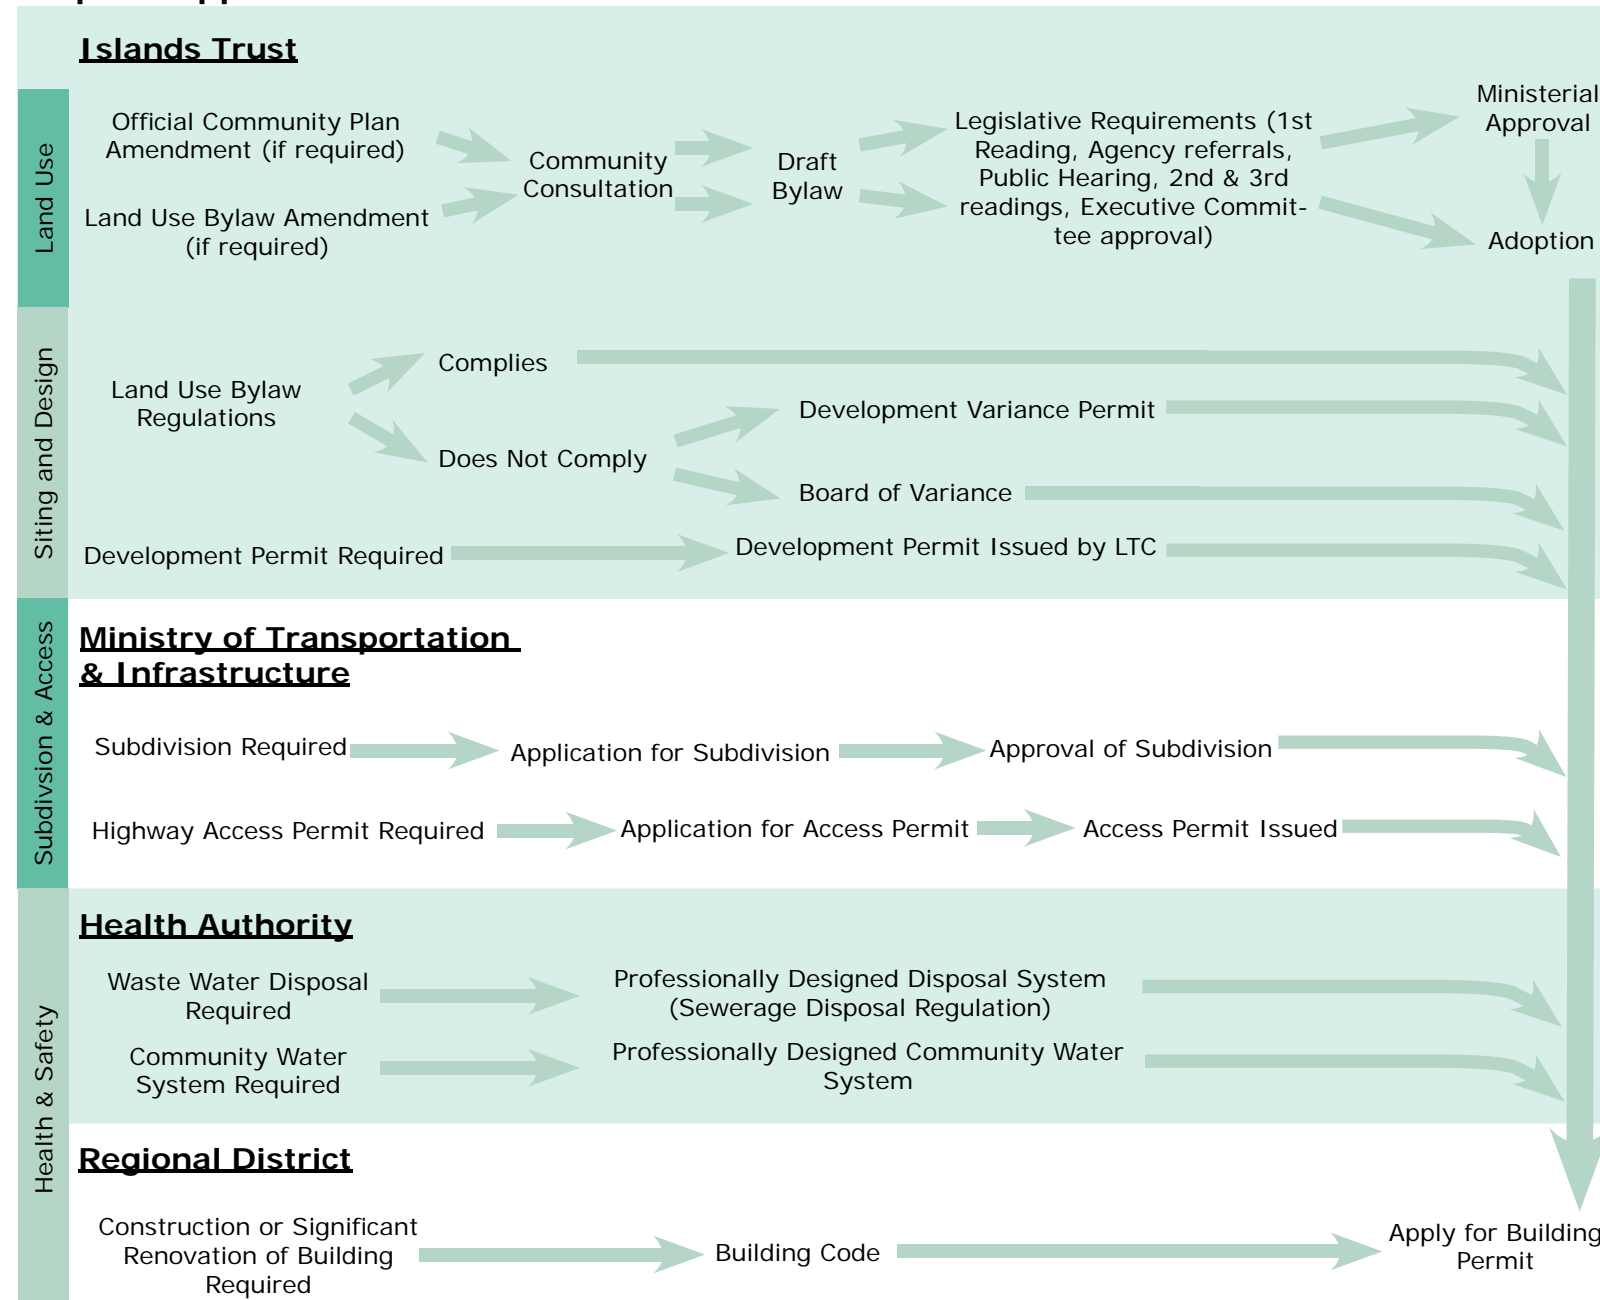 Islands Trust
Land Use
Official Community Plan
Amendment (if required)
Land Use Bylaw Amendment
(if required)
Community
Consultation
Draft
Bylaw
Legislative Requirements (1st
Reading, Agency referrals,
Public Hearing, 2nd & 3rd
readings, Executive Commit-
tee approval)
Ministerial
Approval
Adoption
Siting and Design
Land Use Bylaw
Regulations
Complies
Does Not Comply
Development Variance Permit
Board of Variance
Development Permit Required
Development Permit Issued by LTC
Subdivsion & Access
Ministry of Transportation
& Infrastructure
Subdivision Required
Application for Subdivision
Approval of Subdivision
Highway Access Permit Required
Application for Access Permit
Access Permit Issued
Health & Safety
Health Authority
Waste Water Disposal
Required
Professionally Designed Disposal System
(Sewerage Disposal Regulation)
Community Water
System Required
Professionally Designed Community Water
System
Regional District
Construction or Significant
Renovation of Building
Required
Building Code
Apply for Building
Permit